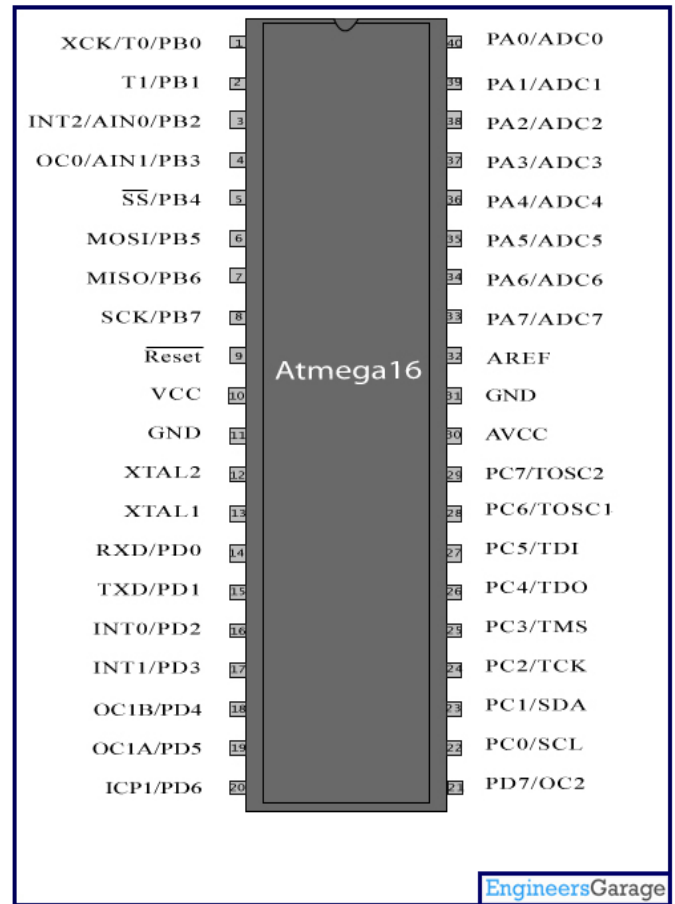 XCK/T0/PB0 1 40 PA0/ADC0
T1/PB1 2 39 PA1/ADC1
INT2/AIN0/PB2 3 38 PA2/ADC2
OC0/AIN1/PB3 4 37 PA3/ADC3
S̅S̅/PB4 5 36 PA4/ADC4
MOSI/PB5 6 35 PA5/ADC5
MISO/PB6 7 34 PA6/ADC6
SCK/PB7 8 33 PA7/ADC7
R̅e̅s̅e̅t̅ 9 32 AREF
Atmega16
VCC 10 31 GND
GND 11 30 AVCC
XTAL2 12 29 PC7/TOSC2
XTAL1 13 28 PC6/TOSC1
RXD/PD0 14 27 PC5/TDI
TXD/PD1 15 26 PC4/TDO
INT0/PD2 16 25 PC3/TMS
INT1/PD3 17 24 PC2/TCK
OC1B/PD4 18 23 PC1/SDA
OC1A/PD5 19 22 PC0/SCL
ICP1/PD6 20 21 PD7/OC2
EngineersGarage